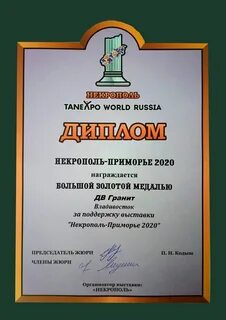 НЕКРОПОЛЬ
TANEXPO WORLD RUSSIA
ДИПЛОМ
НЕКРОПОЛЬ-ПРИМОРЬЕ 2020
награждается
БОЛЬШОЙ ЗОЛОТОЙ МЕДАЛЬЮ
ДВ Гранит
Владивосток
за поддержку выставки
"Некрополь-Приморье 2020"
ПРЕДСЕДАТЕЛЬ ЖЮРИ П. И. Кодыш
ЧЛЕНЫ ЖЮРИ
Организатор выставки:
«НЕКРОПОЛЬ»